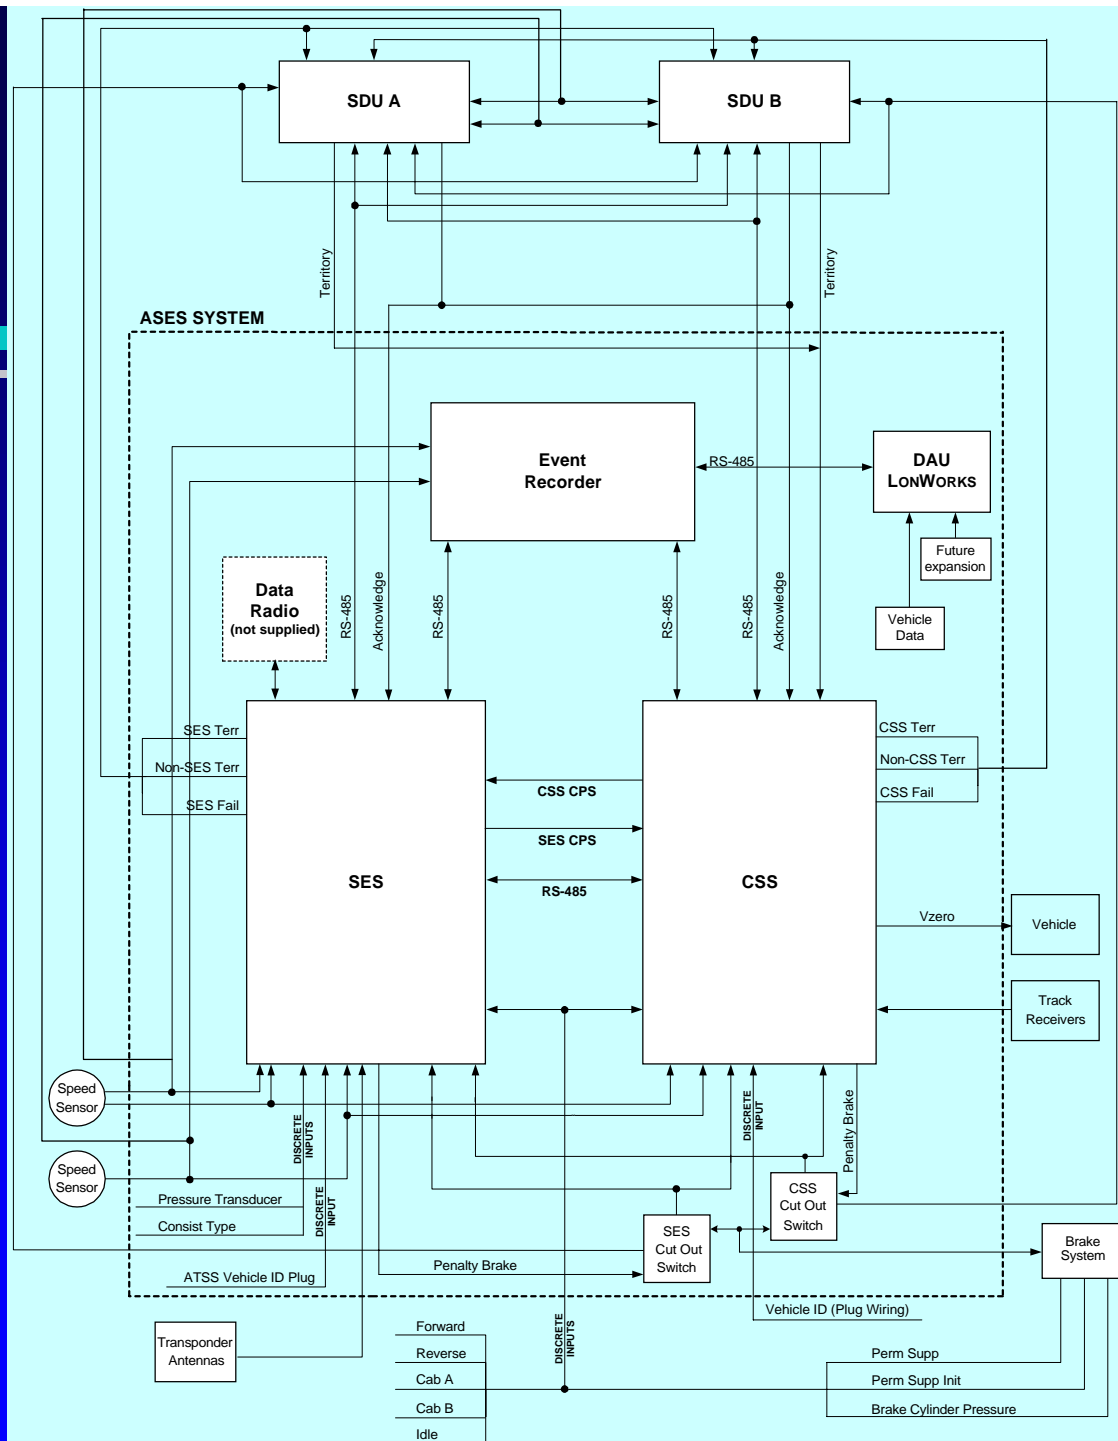 SDU A
SDU B
Territory
Territory
ASES SYSTEM
Event
Recorder
RS-485
DAU
LONWORKS
Future
expansion
Vehicle
Data
Data
Radio
(not supplied)
RS-485
Acknowledge
RS-485
RS-485
RS-485
Acknowledge
SES Terr
Non-SES Terr
SES Fail
CSS Terr
Non-CSS Terr
CSS Fail
CSS CPS
SES CPS
RS-485
SES
CSS
Vzero
Vehicle
Track
Receivers
Speed
Sensor
Speed
Sensor
DISCRETE
INPUTS
DISCRETE
INPUT
DISCRETE
INPUT
Penalty Brake
Pressure Transducer
Consist Type
ATSS Vehicle ID Plug
Penalty Brake
SES
Cut Out
Switch
CSS
Cut Out
Switch
Brake
System
Vehicle ID (Plug Wiring)
DISCRETE
INPUTS
Transponder
Antennas
Forward
Reverse
Cab A
Cab B
Idle
Perm Supp
Perm Supp Init
Brake Cylinder Pressure